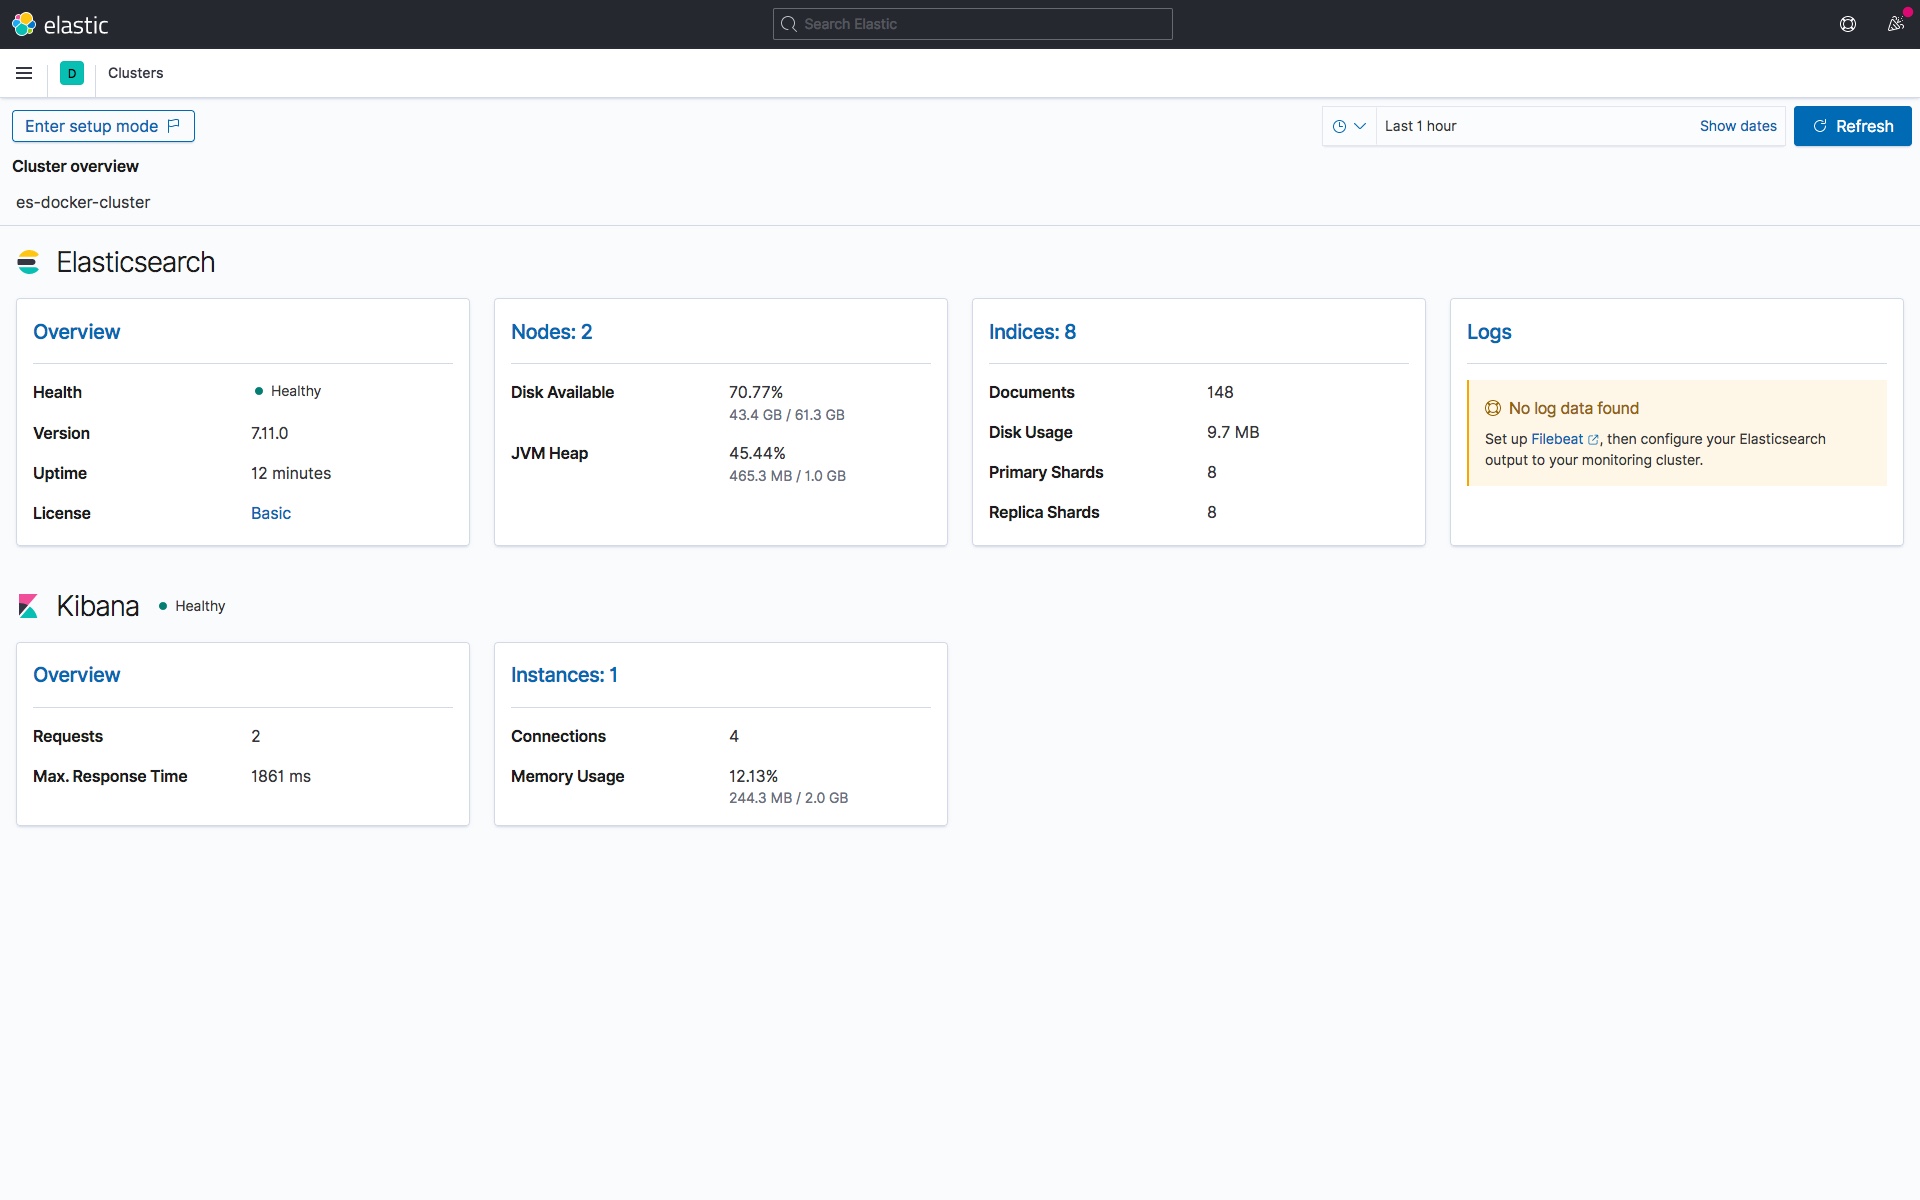 elastic
Search Elastic
D
Clusters
Enter setup mode
Last 1 hour
Show dates
Refresh
Cluster overview
es-docker-cluster
Elasticsearch
Overview
Health
Healthy
Version
7.11.0
Uptime
12 minutes
License
Basic
Nodes: 2
Disk Available
70.77%
43.4 GB / 61.3 GB
JVM Heap
45.44%
465.3 MB / 1.0 GB
Indices: 8
Documents
148
Disk Usage
9.7 MB
Primary Shards
8
Replica Shards
8
Logs
No log data found
Set up Filebeat, then configure your Elasticsearch
output to your monitoring cluster.
Kibana
Healthy
Overview
Requests
2
Max. Response Time
1861 ms
Instances: 1
Connections
4
Memory Usage
12.13%
244.3 MB / 2.0 GB